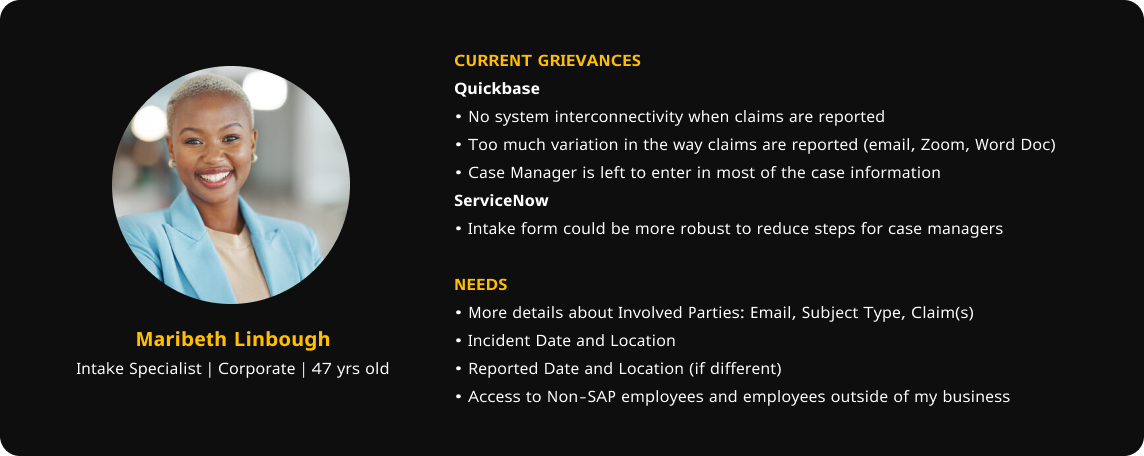 CURRENT GRIEVANCES
Quickbase
• No system interconnectivity when claims are reported
• Too much variation in the way claims are reported (email, Zoom, Word Doc)
• Case Manager is left to enter in most of the case information
ServiceNow
• Intake form could be more robust to reduce steps for case managers
NEEDS
• More details about Involved Parties: Email, Subject Type, Claim(s)
• Incident Date and Location
• Reported Date and Location (if different)
• Access to Non-SAP employees and employees outside of my business
Maribeth Linbough
Intake Specialist | Corporate | 47 yrs old